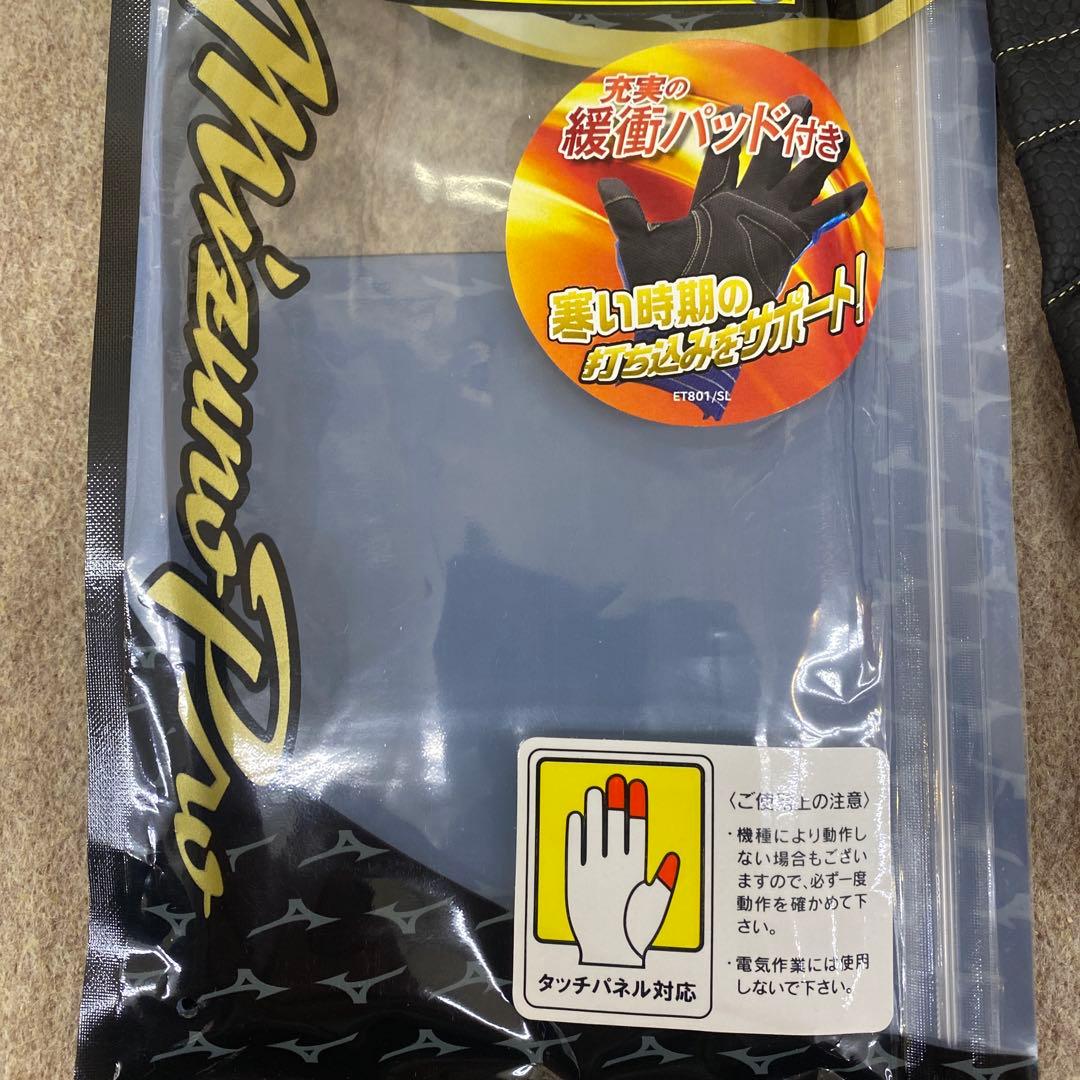 Mizuno Pro
充実の
緩衝パッド付き
寒い時期の
打ち込みをサポート!
ET801/SL
タッチパネル対応
〈ご使用上の注意〉
・機種により動作し
ない場合もござい
ますので、必ず一度
動作を確かめて下
さい。
・電気作業には使用
しないで下さい。